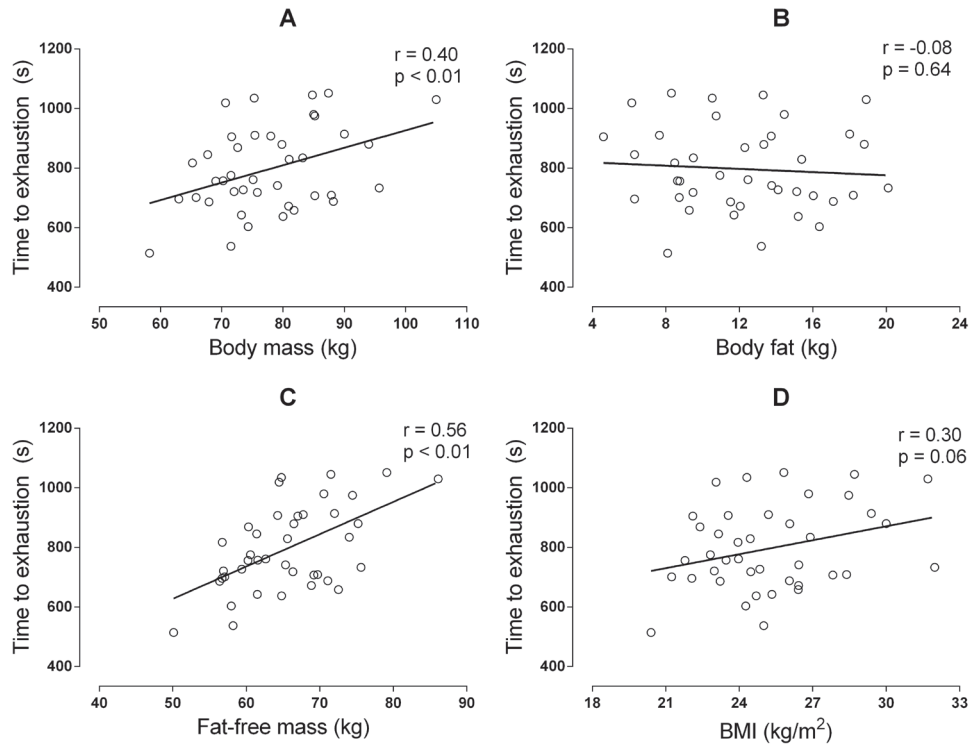 A
r = 0.40
p < 0.01
Time to exhaustion (s)
1200
1000
800
600
400
50 60 70 80 90 100 110
Body mass (kg)
B
r = -0.08
p = 0.64
Time to exhaustion (s)
1200
1000
800
600
400
4 8 12 16 20 24
Body fat (kg)
C
r = 0.56
p < 0.01
Time to exhaustion (s)
1200
1000
800
600
400
40 50 60 70 80 90
Fat-free mass (kg)
D
r = 0.30
p = 0.06
Time to exhaustion (s)
1200
1000
800
600
400
18 21 24 27 30 33
BMI (kg/m²)